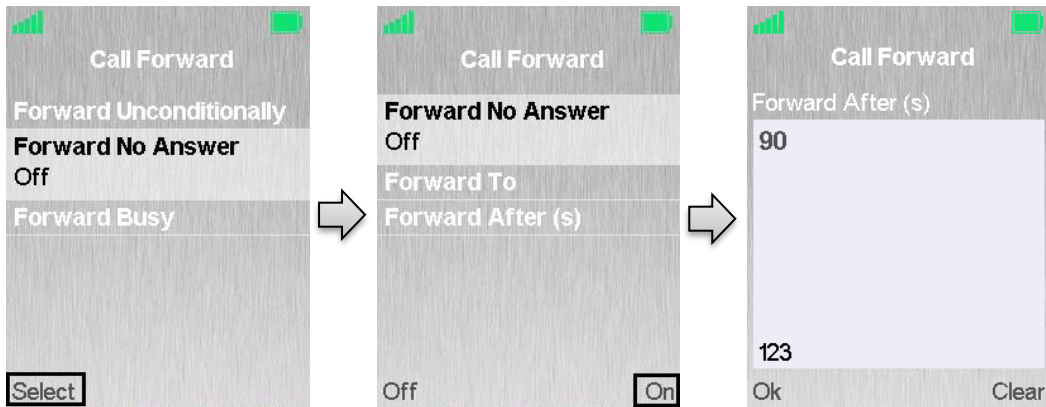 Call Forward
Forward Unconditionally
Forward No Answer
Off
Forward Busy
Select
Call Forward
Forward No Answer
Off
Forward To
Forward After (s)
Off
On
Call Forward
Forward After (s)
90
123
Ok
Clear